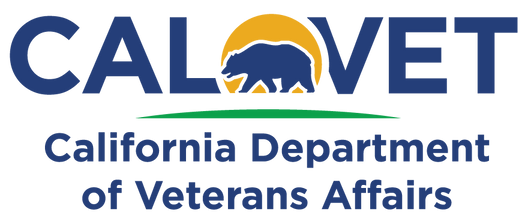 CALVET
California Department
of Veterans Affairs